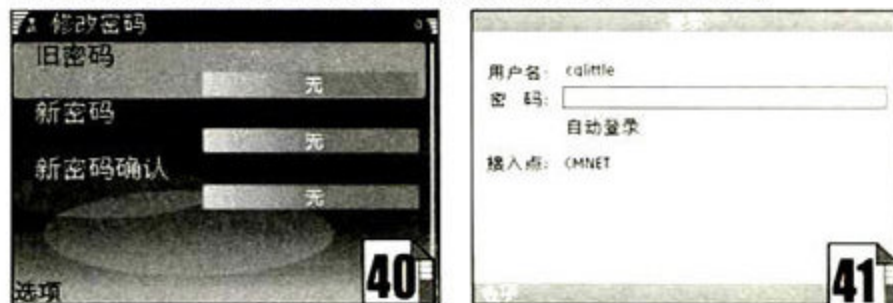 修改密码
旧密码
无
新密码
无
新密码确认
无
选项
40
用户名: cqlittle
密 码:
自动登录
接入点: CMNET
41